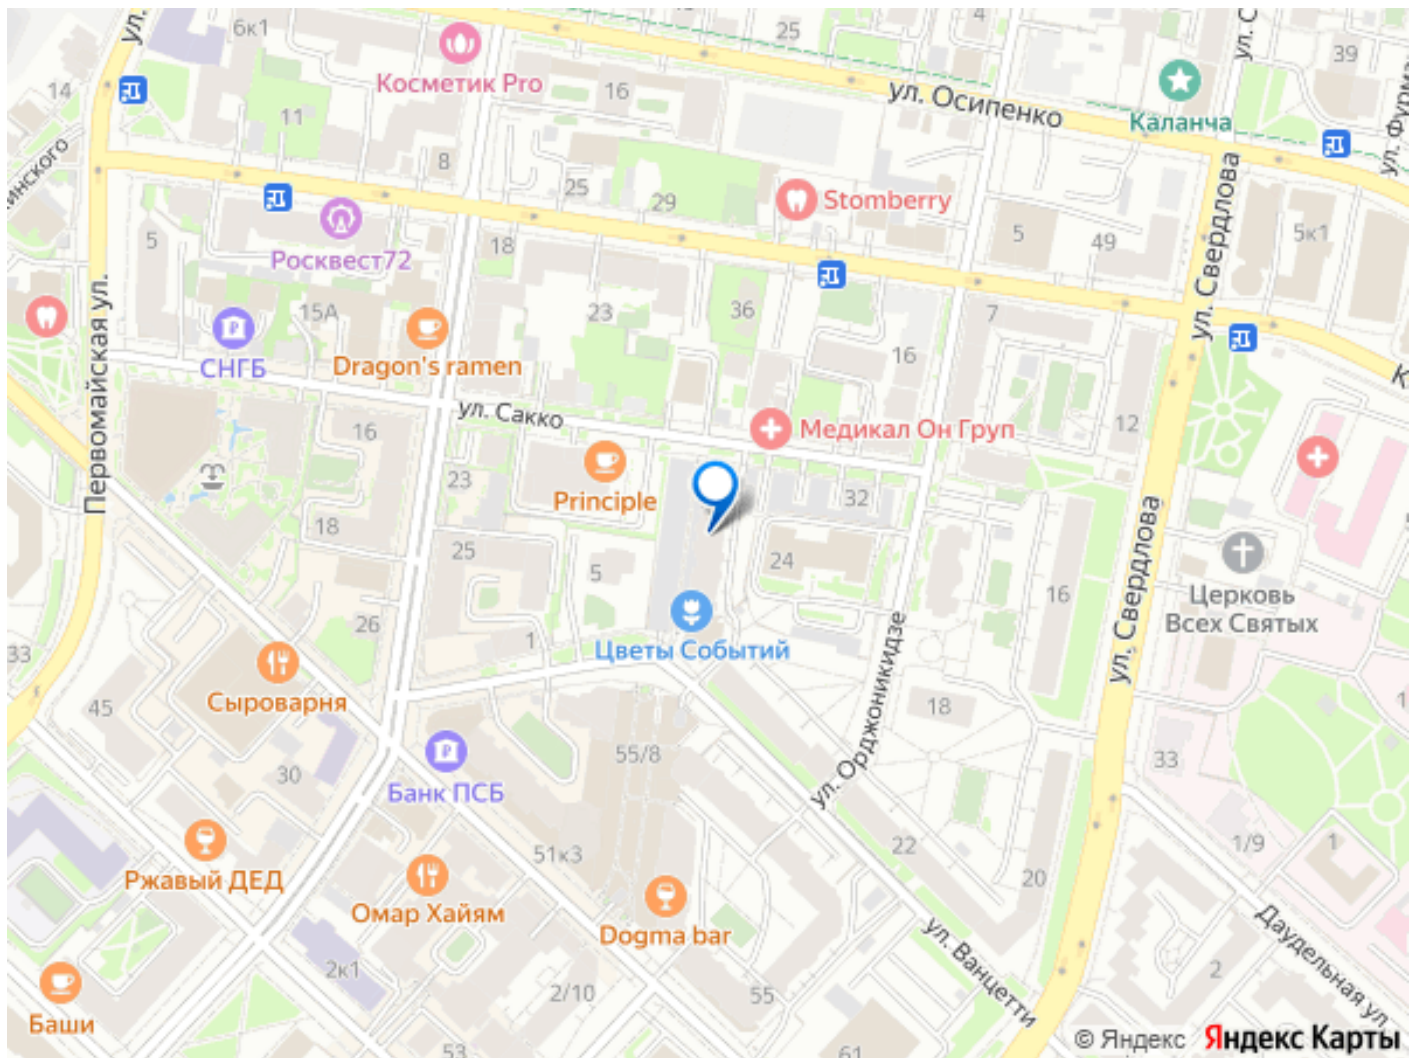 ул.
6к1
25
4
ул. С
39
Косметик Pro
16
14
11
ул. Осипенко
Каланча
ул. Фурма
инского
8
25
29
Stomberry
ул. Свердлова
5
Росквест72
18
5
49
5к1
15А
23
36
7
СНГБ
Dragon's ramen
16
К
Первомайская ул.
ул. Сакко
16
Медикал Он Груп
12
23
Principle
32
18
25
5
24
ул. Свердлова
16
Церковь
Всех Святых
26
1
Цветы Событий
33
Сыроварня
45
18
ул. Орджоникидзе
1
55/8
33
30
Банк ПСБ
51к3
22
1/9
1
Ржавый ДЕД
20
Омар Хайям
Dogma bar
ул. Ванцетти
Даудельная ул.
2к1
2
Баши
2/10
55
53
61
© Яндекс Яндекс Карты